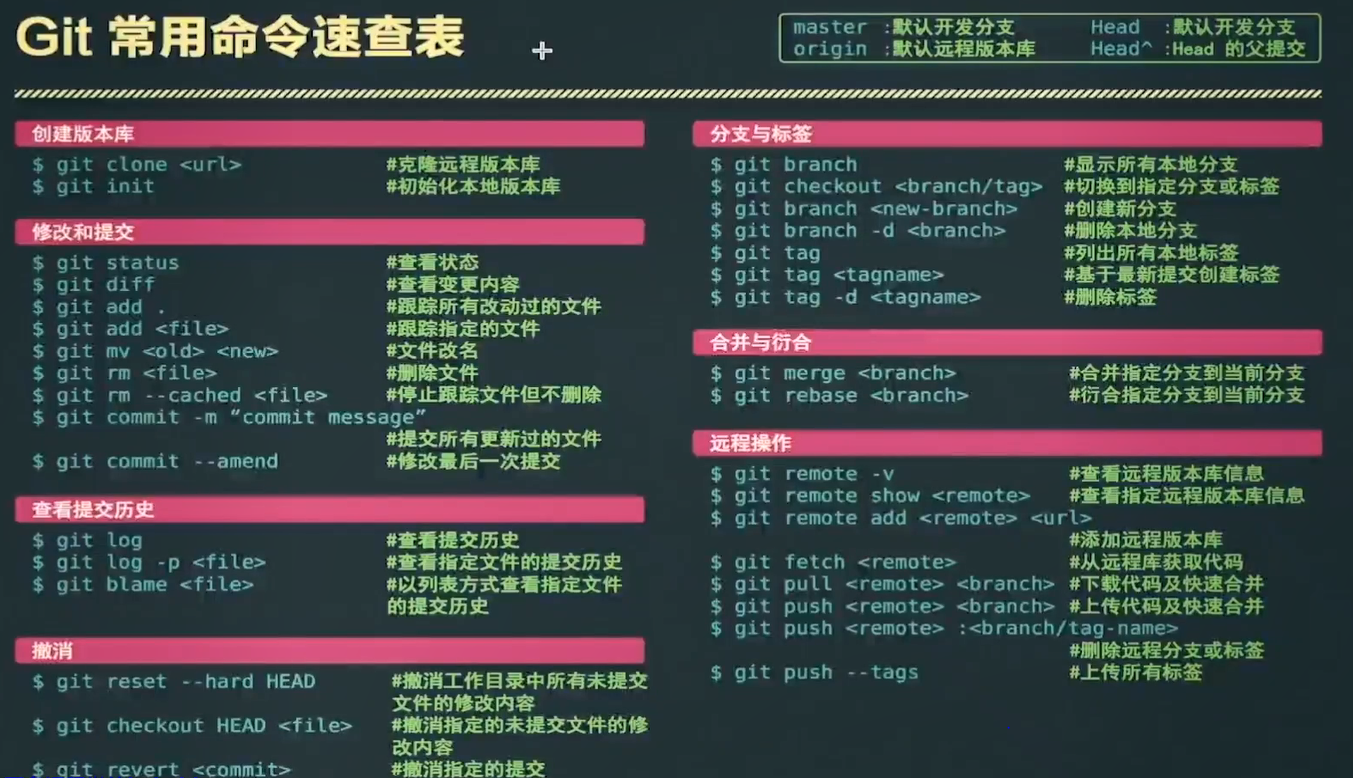 Git 常用命令速查表
master :默认开发分支 Head :默认开发分支
origin :默认远程版本库 Head^ :Head 的父提交
创建版本库
$ git clone <url> #克隆远程版本库
$ git init #初始化本地版本库
修改和提交
$ git status #查看状态
$ git diff #查看变更内容
$ git add . #跟踪所有改动过的文件
$ git add <file> #跟踪指定的文件
$ git mv <old> <new> #文件改名
$ git rm <file> #删除文件
$ git rm --cached <file> #停止跟踪文件但不删除
$ git commit -m “commit message”
#提交所有更新过的文件
$ git commit --amend #修改最后一次提交
查看提交历史
$ git log #查看提交历史
$ git log -p <file> #查看指定文件的提交历史
$ git blame <file> #以列表方式查看指定文件
的提交历史
撤消
$ git reset --hard HEAD #撤消工作目录中所有未提交
文件的修改内容
$ git checkout HEAD <file> #撤消指定的未提交文件的修
改内容
$ git revert <commit> #撤消指定的提交
分支与标签
$ git branch #显示所有本地分支
$ git checkout <branch/tag> #切换到指定分支或标签
$ git branch <new-branch> #创建新分支
$ git branch -d <branch> #删除本地分支
$ git tag #列出所有本地标签
$ git tag <tagname> #基于最新提交创建标签
$ git tag -d <tagname> #删除标签
合并与衍合
$ git merge <branch> #合并指定分支到当前分支
$ git rebase <branch> #衍合指定分支到当前分支
远程操作
$ git remote -v #查看远程版本库信息
$ git remote show <remote> #查看指定远程版本库信息
$ git remote add <remote> <url>
#添加远程版本库
$ git fetch <remote> #从远程库获取代码
$ git pull <remote> <branch> #下载代码及快速合并
$ git push <remote> <branch> #上传代码及快速合并
$ git push <remote> :<branch/tag-name>
#删除远程分支或标签
$ git push --tags #上传所有标签